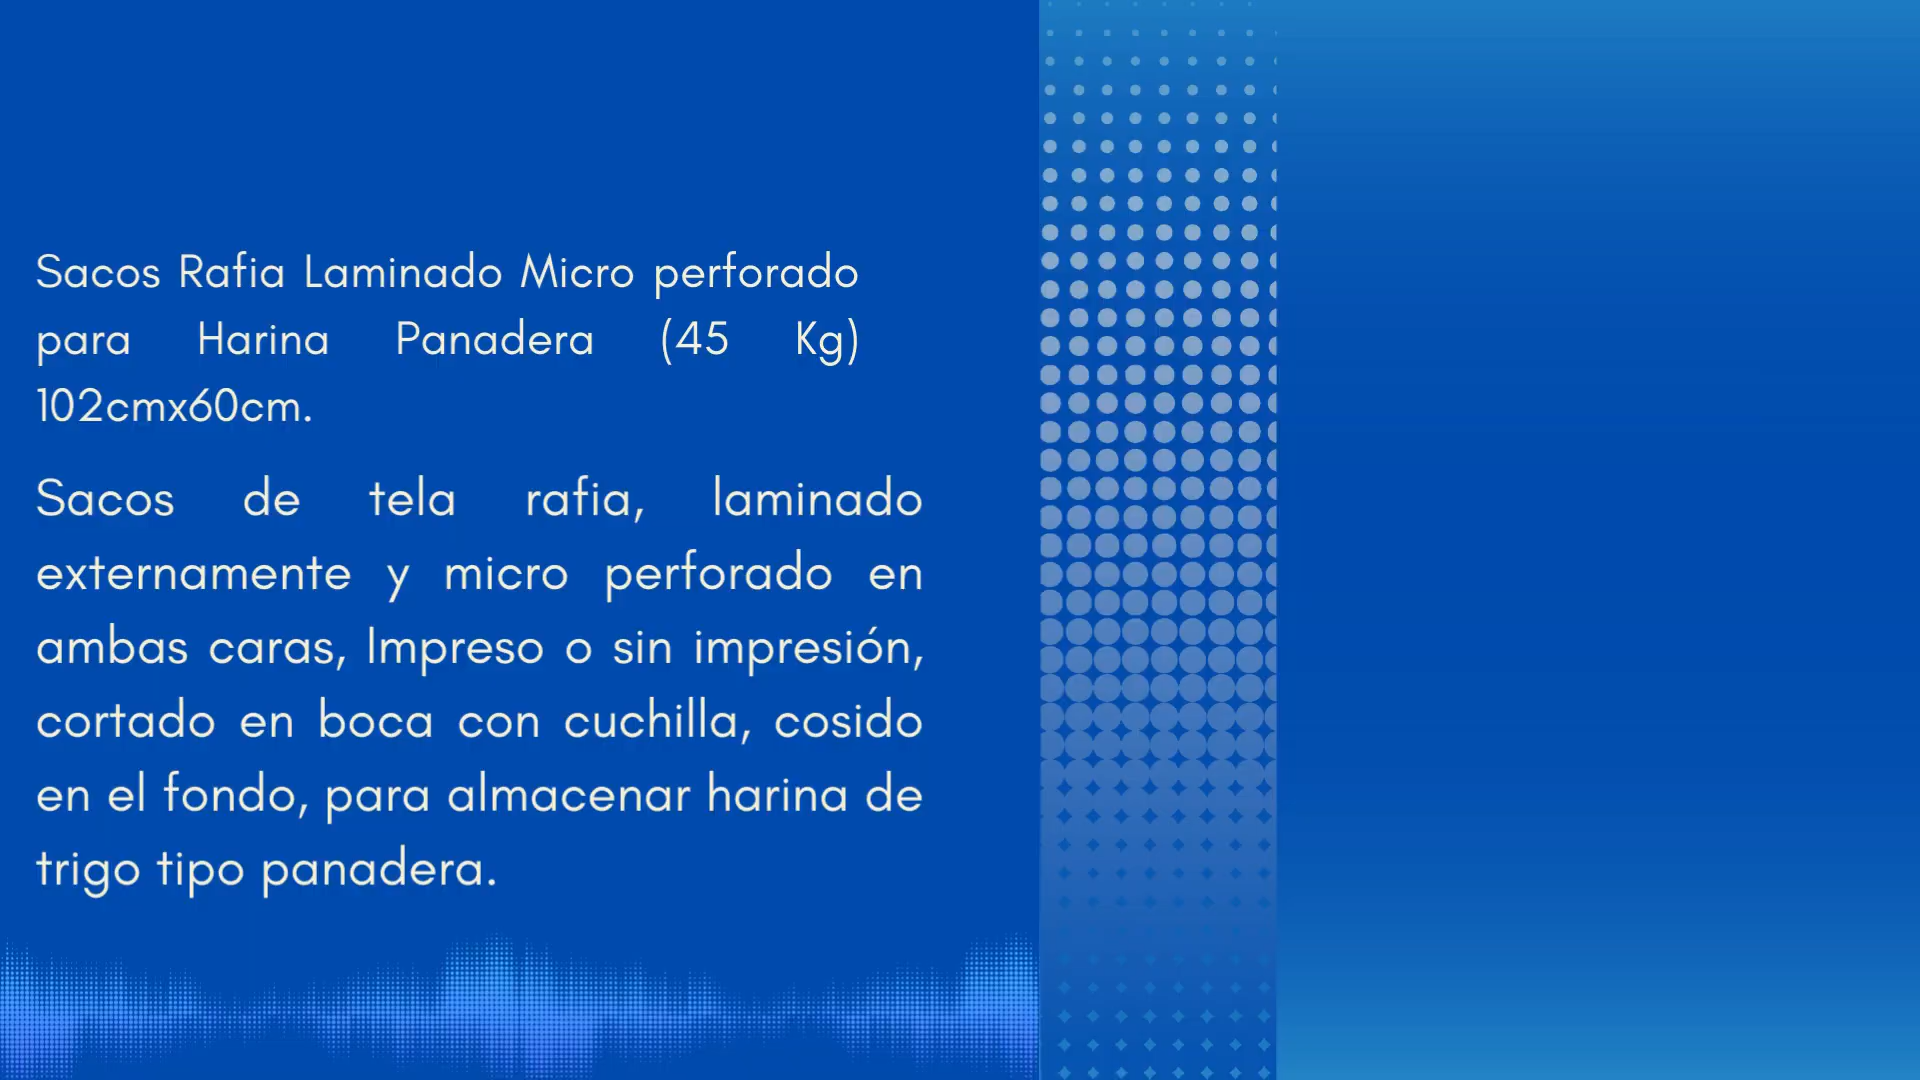 Sacos Rafia Laminado Micro perforado
para Harina Panadera (45 Kg)
102cmx60cm.
Sacos de tela rafia, laminado
externamente y micro perforado en
ambas caras, Impreso o sin impresión,
cortado en boca con cuchilla, cosido
en el fondo, para almacenar harina de
trigo tipo panadera.